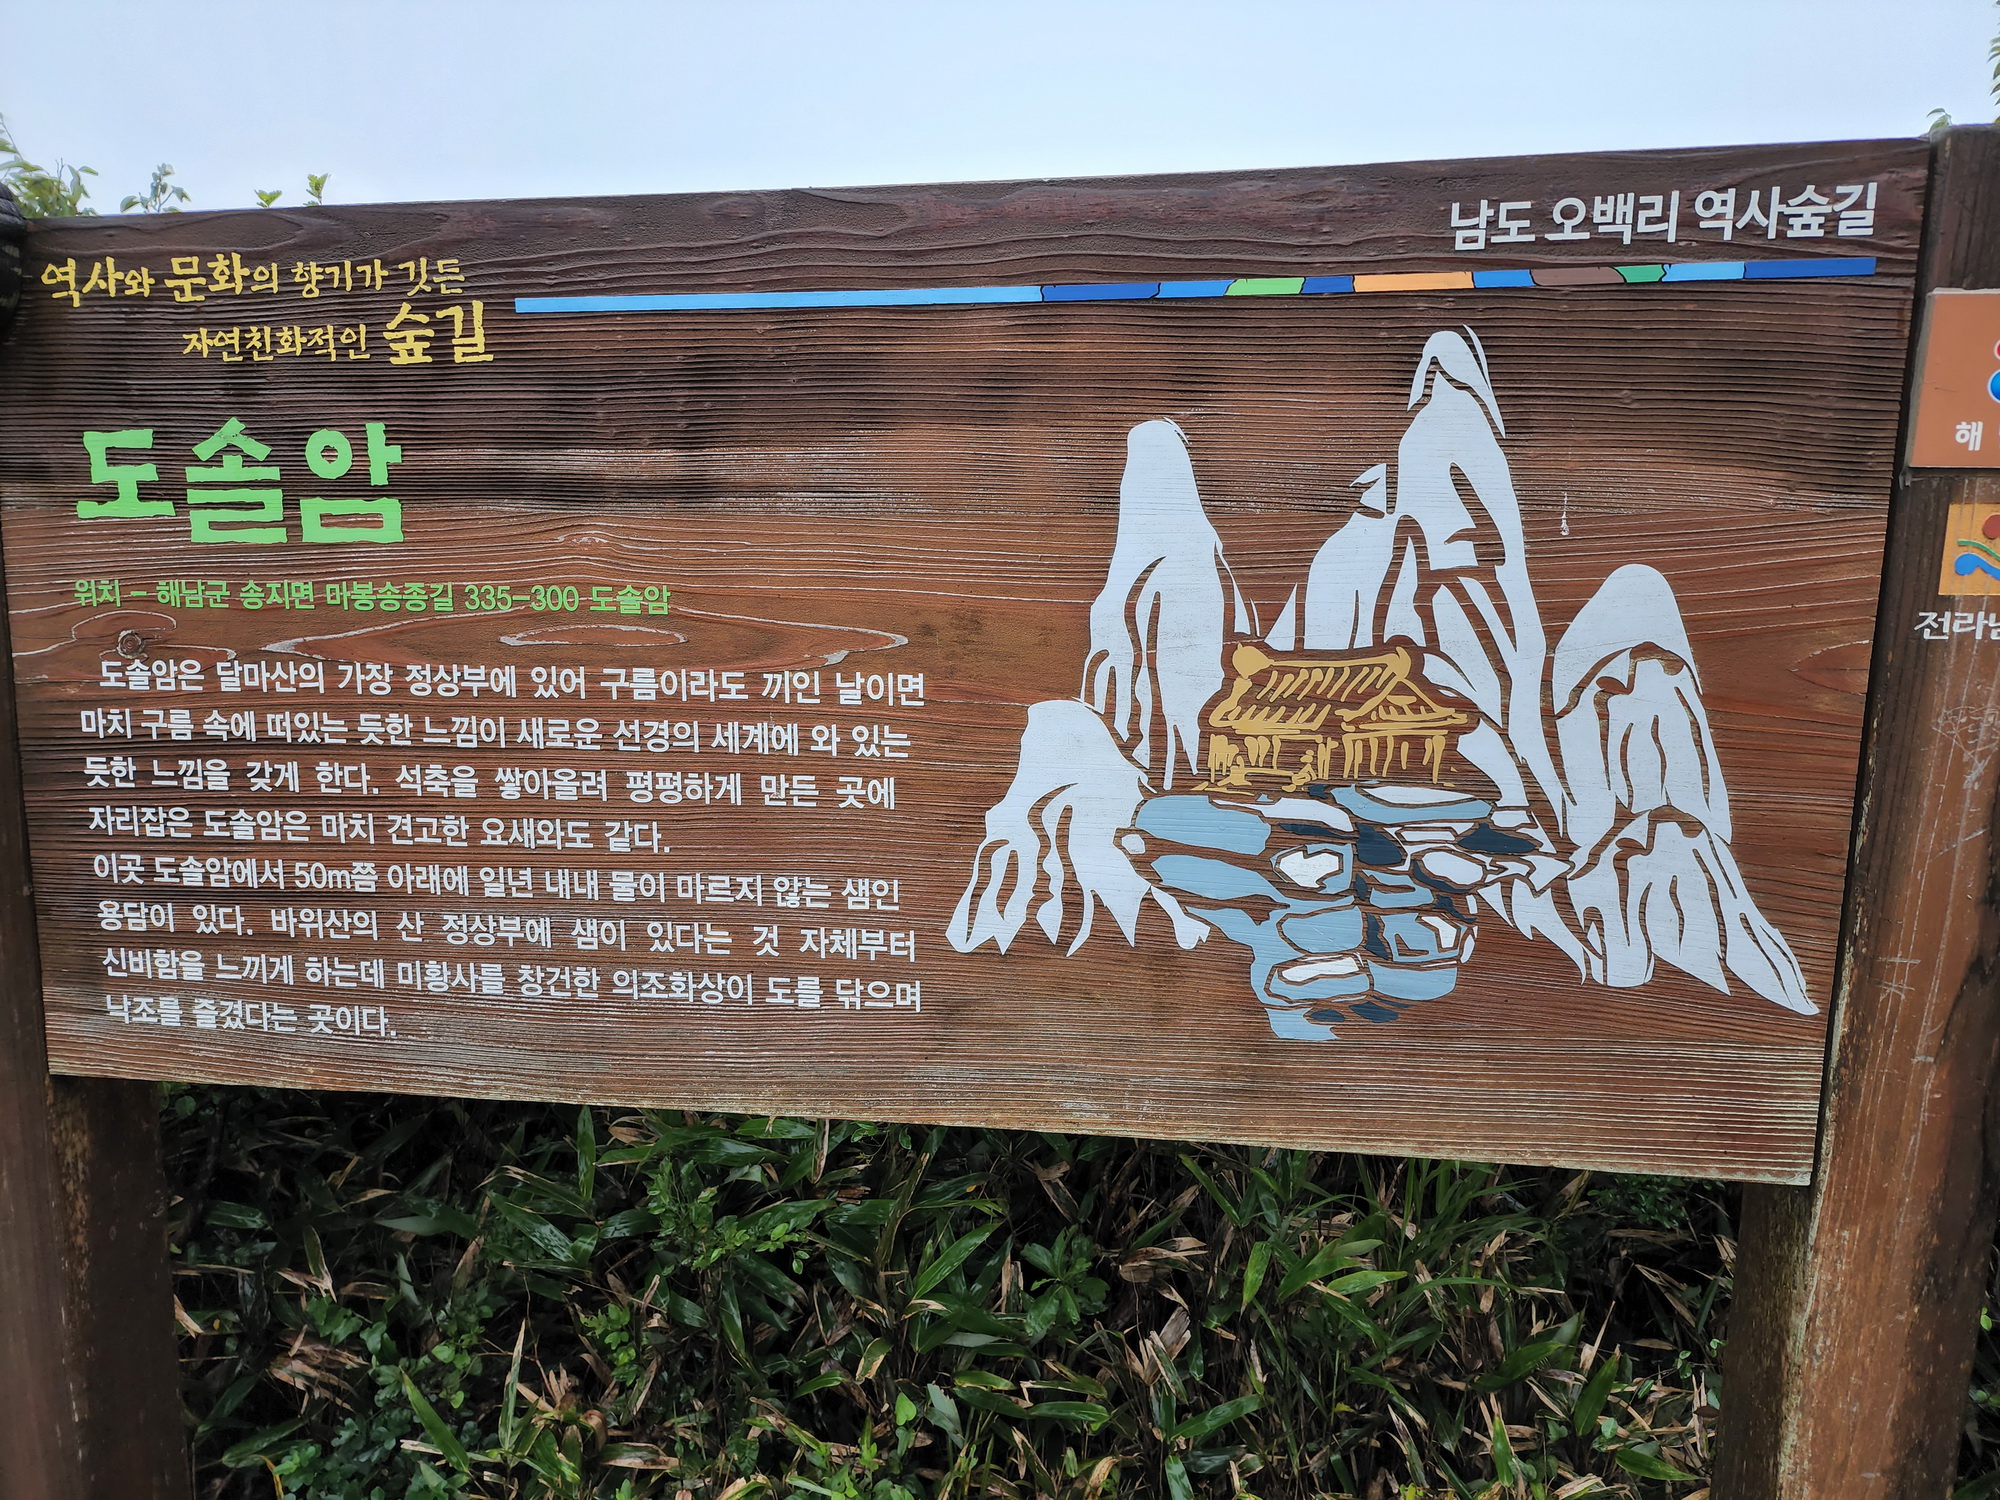 남도 오백리 역사숲길
역사와 문화의 향기가 깃든
자연친화적인 숲길
도솔암
위치 - 해남군 송지면 마봉송종길 335-300 도솔암
도솔암은 달마산의 가장 정상부에 있어 구름이라도 끼인 날이면
마치 구름 속에 떠있는 듯한 느낌이 새로운 선경의 세계에 와 있는
듯한 느낌을 갖게 한다. 석축을 쌓아올려 평평하게 만든 곳에
자리잡은 도솔암은 마치 견고한 요새와도 같다.
이곳 도솔암에서 50m쯤 아래에 일년 내내 물이 마르지 않는 샘인
용담이 있다. 바위산의 산 정상부에 샘이 있다는 것 자체부터
신비함을 느끼게 하는데 미황사를 창건한 의조화상이 도를 닦으며
낙조를 즐겼다는 곳이다.
해
전라남